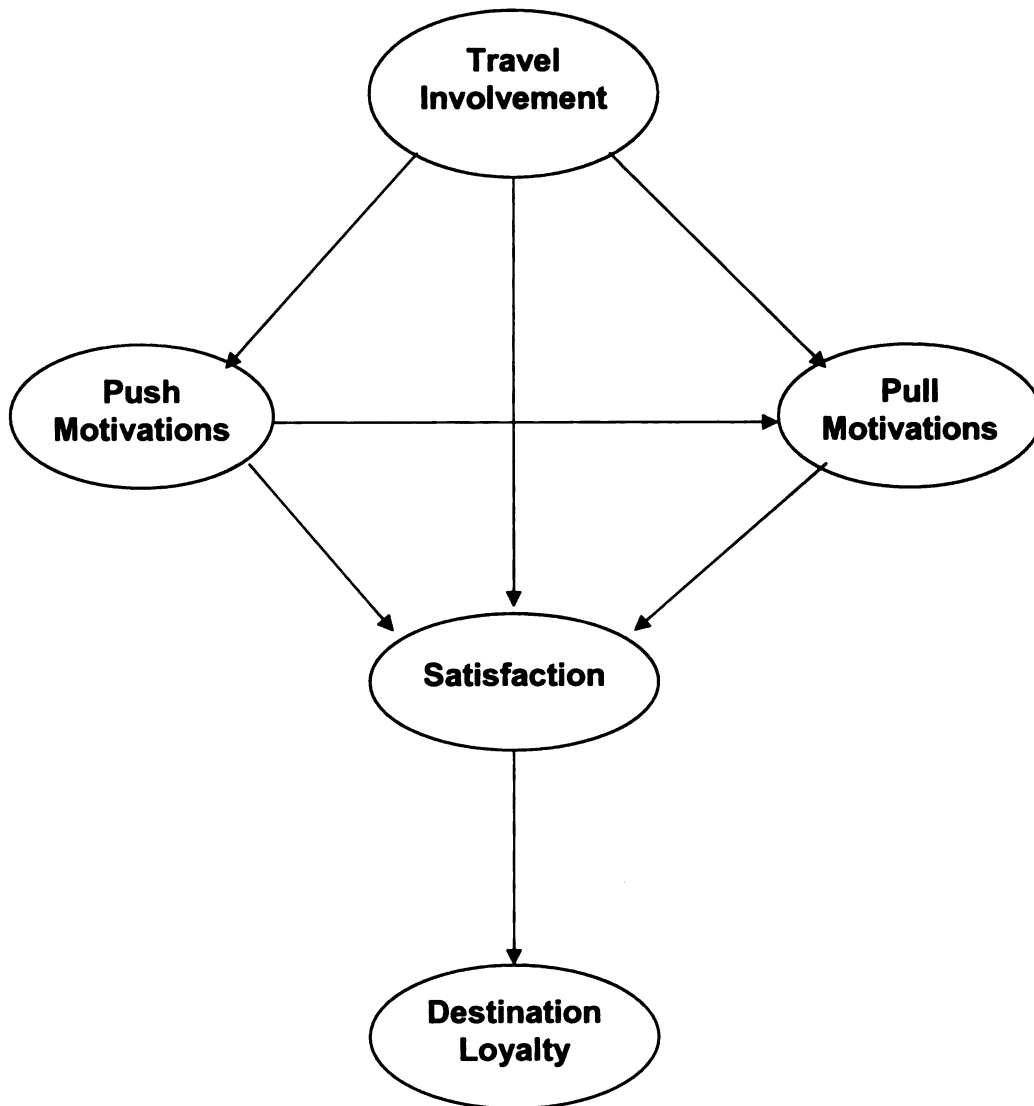 Travel
Involvement
Push
Motivations
Pull
Motivations
Satisfaction
Destination
Loyalty